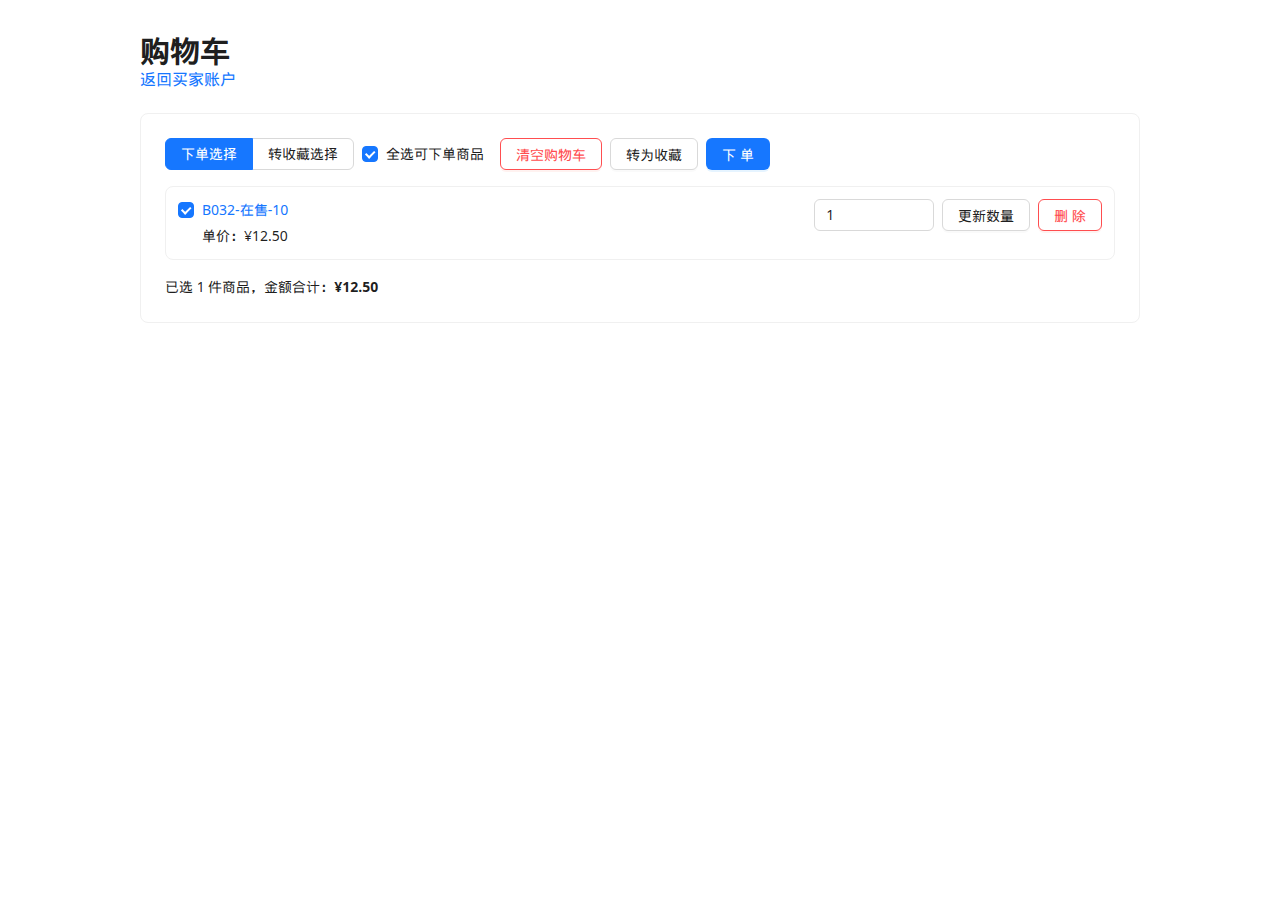 购物车
返回买家账户
下单选择 转收藏选择 全选可下单商品 清空购物车 转为收藏 下 单
B032-在售-10 1 更新数量 删 除
单价：¥12.50
已选 1 件商品，金额合计：¥12.50